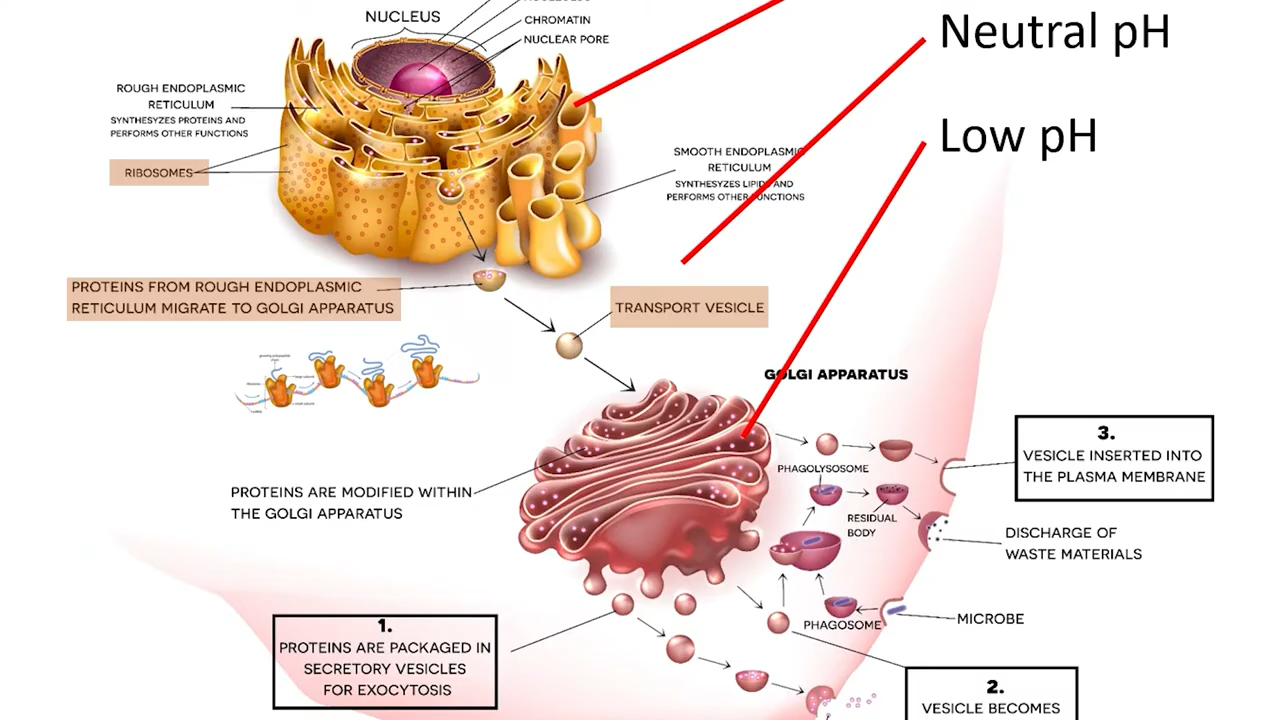 NUCLEUS
CHROMATIN
NUCLEAR PORE
Neutral pH
Low pH
ROUGH ENDOPLASMIC
RETICULUM
SYNTHESYZES PROTEINS AND
PERFORMS OTHER FUNCTIONS
RIBOSOMES
SMOOTH ENDOPLASMIC
RETICULUM
SYNTHESYZES LIPIDS AND
PERFORMS OTHER FUNCTIONS
PROTEINS FROM ROUGH ENDOPLASMIC
RETICULUM MIGRATE TO GOLGI APPARATUS
TRANSPORT VESICLE
GOLGI APPARATUS
PROTEINS ARE MODIFIED WITHIN
THE GOLGI APPARATUS
PHAGOLYSOSOME
RESIDUAL
BODY
3.
VESICLE INSERTED INTO
THE PLASMA MEMBRANE
DISCHARGE OF
WASTE MATERIALS
PHAGOSOME
MICROBE
1.
PROTEINS ARE PACKAGED IN
SECRETORY VESICLES
FOR EXOCYTOSIS
2.
VESICLE BECOMES